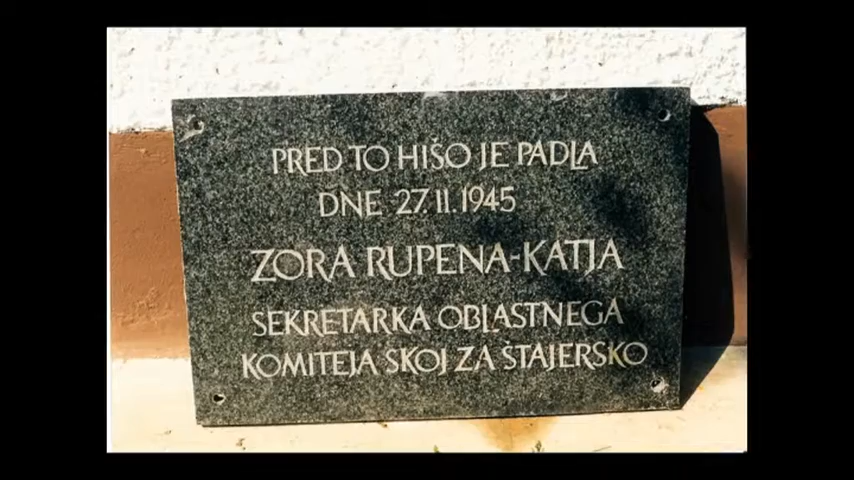 PRED TO HIŠO JE PADLA
DNE 27. II. 1945
ZORA RUPENA-KATJA
SEKRETARKA OBLASTNEGA
KOMITEJA SKOJ ZA ŠTAJERSKO